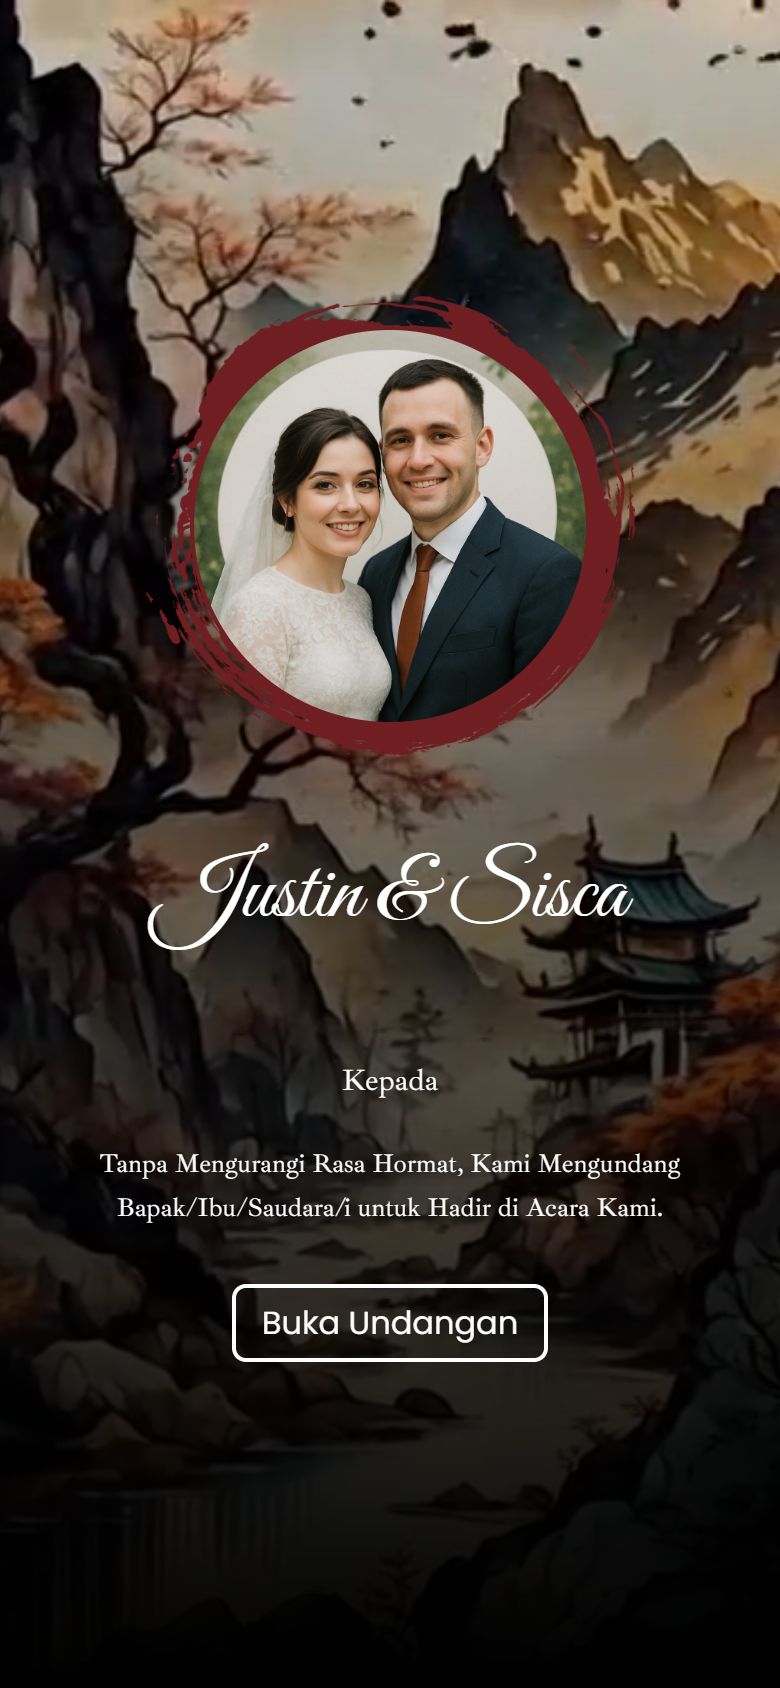 Justin & Sisca
Kepada
Tanpa Mengurangi Rasa Hormat, Kami Mengundang
Bapak/Ibu/Saudara/i untuk Hadir di Acara Kami.
Buka Undangan